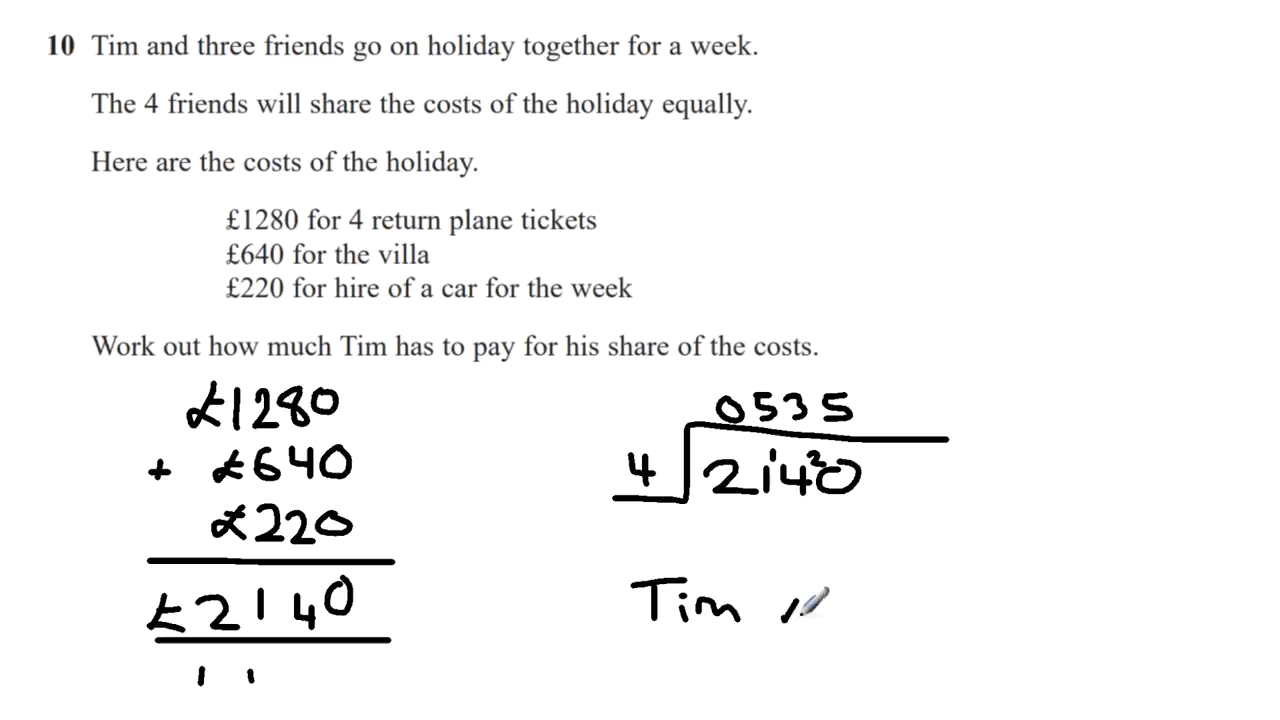 10 Tim and three friends go on holiday together for a week.
The 4 friends will share the costs of the holiday equally.
Here are the costs of the holiday.
£1280 for 4 return plane tickets
£640 for the villa
£220 for hire of a car for the week
Work out how much Tim has to pay for his share of the costs.
£1280
+ £640
£220
£2140
1 1
0535
4 21¹4²0
Tim